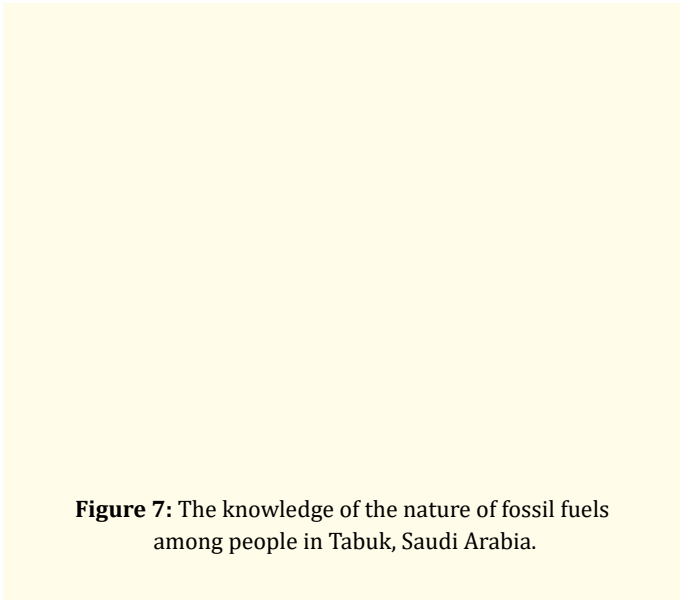 Figure 7: The knowledge of the nature of fossil fuels
among people in Tabuk, Saudi Arabia.